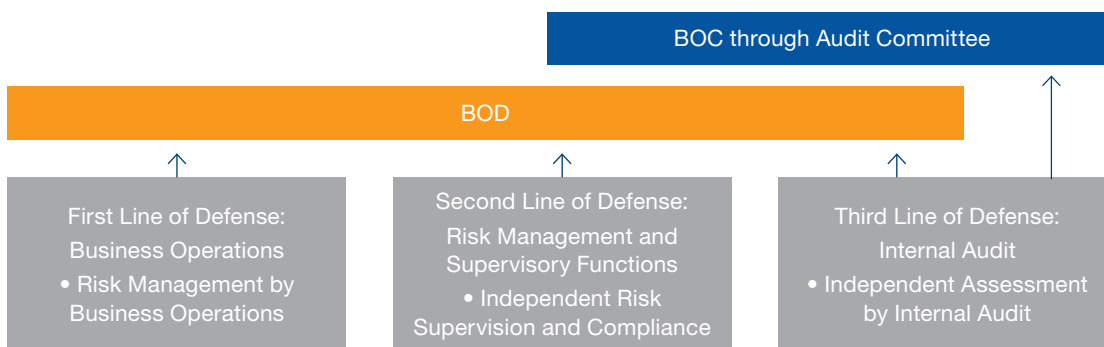 BOC through Audit Committee
BOD
First Line of Defense:
Business Operations
• Risk Management by
Business Operations
Second Line of Defense:
Risk Management and
Supervisory Functions
• Independent Risk
Supervision and Compliance
Third Line of Defense:
Internal Audit
• Independent Assessment
by Internal Audit